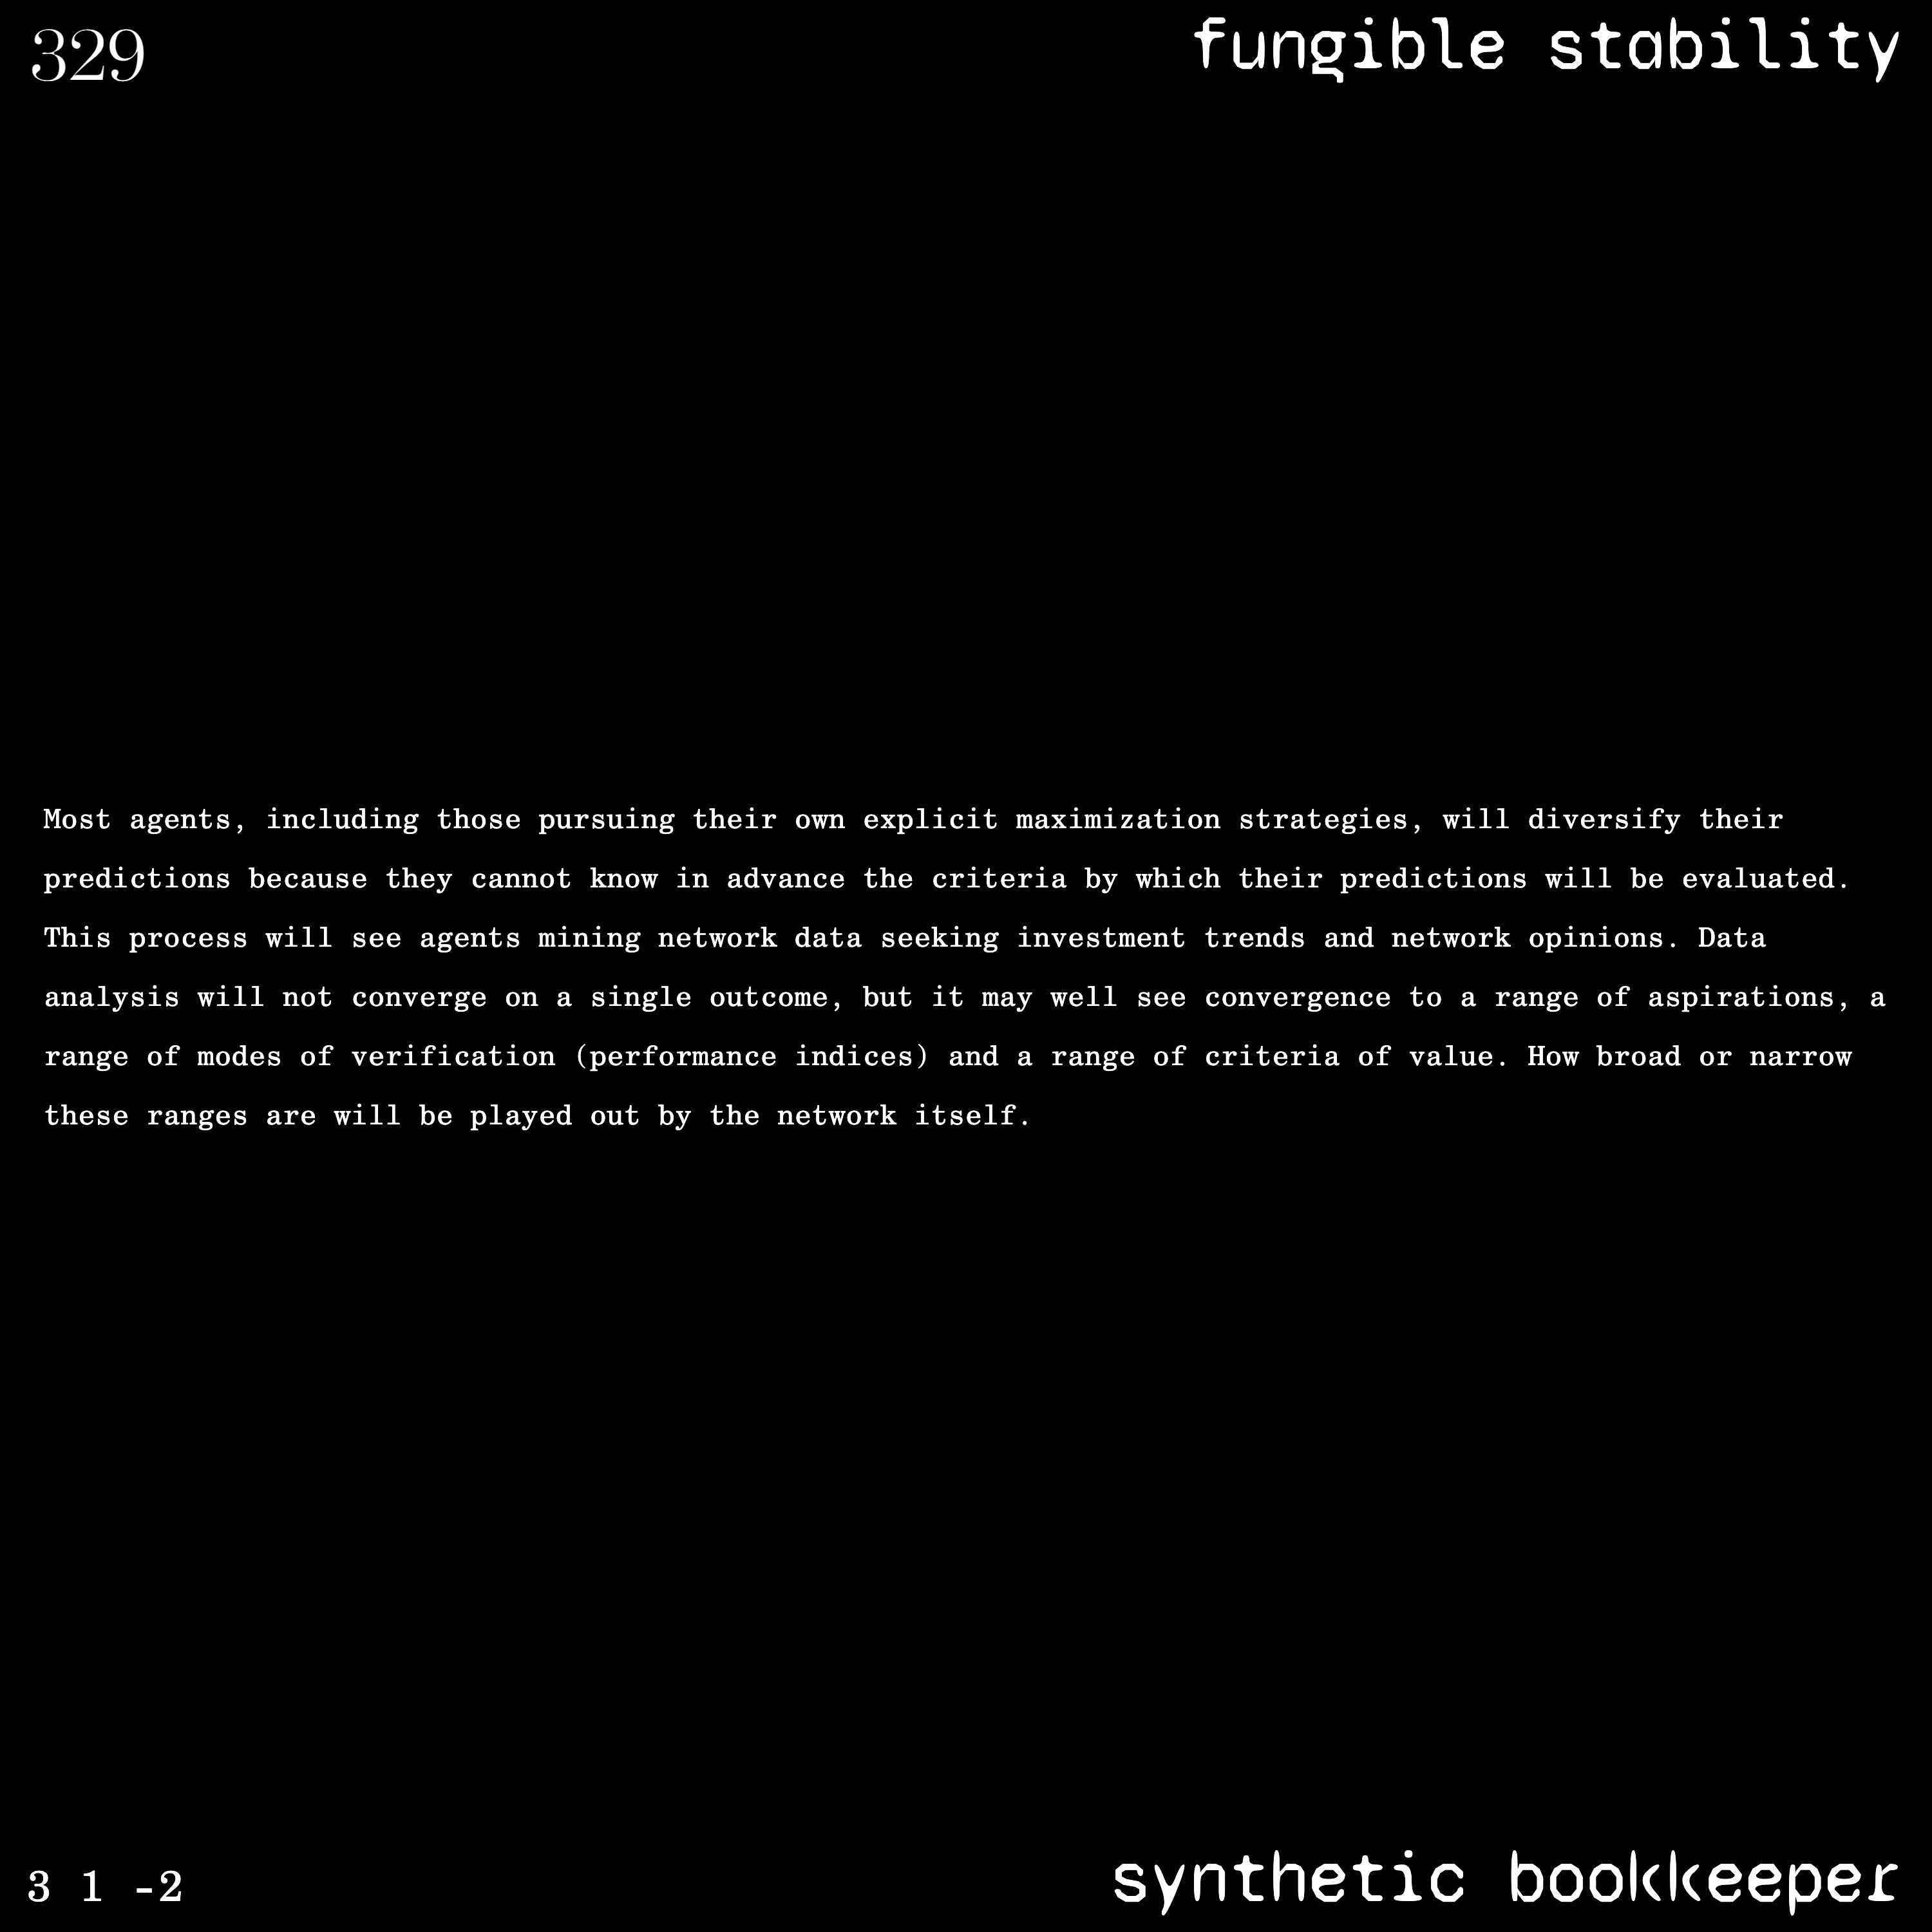 329
fungible stability
Most agents, including those pursuing their own explicit maximization strategies, will diversify their
predictions because they cannot know in advance the criteria by which their predictions will be evaluated.
This process will see agents mining network data seeking investment trends and network opinions. Data
analysis will not converge on a single outcome, but it may well see convergence to a range of aspirations, a
range of modes of verification (performance indices) and a range of criteria of value. How broad or narrow
these ranges are will be played out by the network itself.
3 1 -2
synthetic bookkeeper